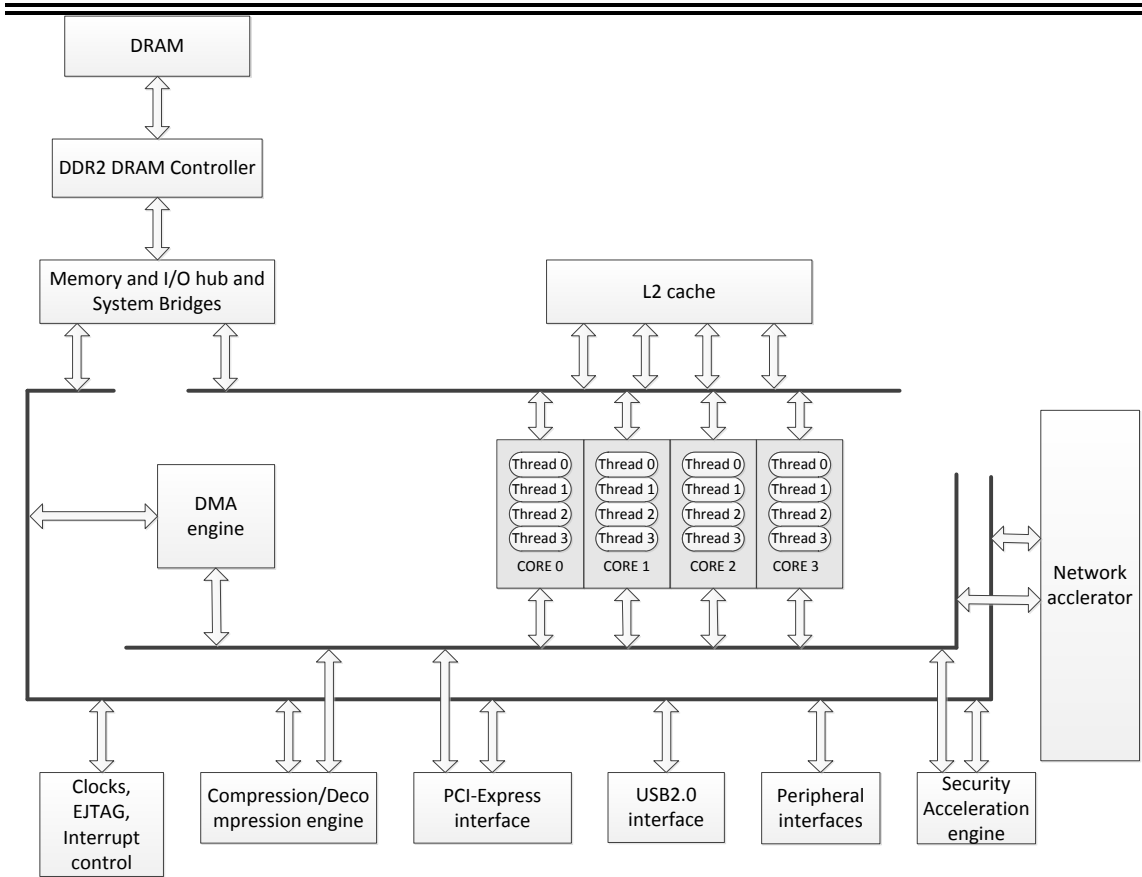 DRAM
DDR2 DRAM Controller
Memory and I/O hub and
System Bridges
L2 cache
DMA
engine
Thread 0
Thread 1
Thread 2
Thread 3
CORE 0
Thread 0
Thread 1
Thread 2
Thread 3
CORE 1
Thread 0
Thread 1
Thread 2
Thread 3
CORE 2
Thread 0
Thread 1
Thread 2
Thread 3
CORE 3
Network
acclerator
Clocks,
EJTAG,
Interrupt
control
Compression/Deco
mpression engine
PCI-Express
interface
USB2.0
interface
Peripheral
interfaces
Security
Acceleration
engine